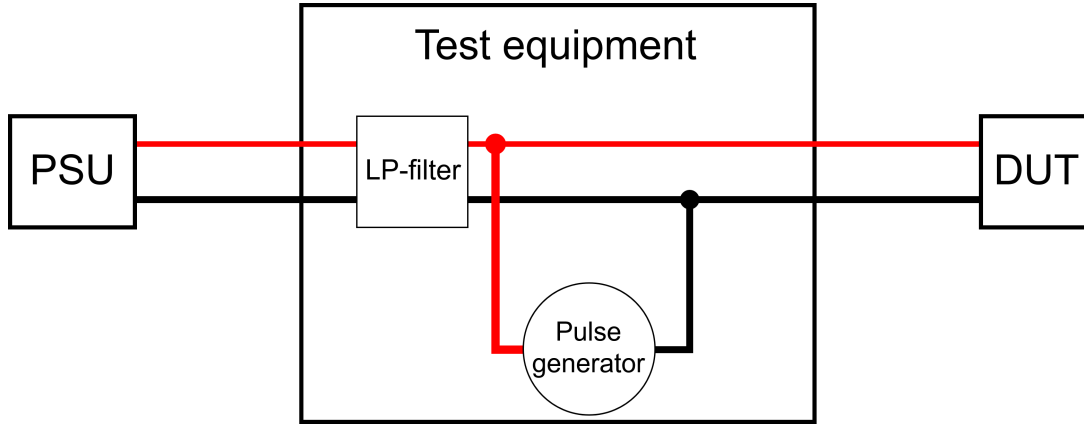 Test equipment
PSU
LP-filter
DUT
Pulse
generator